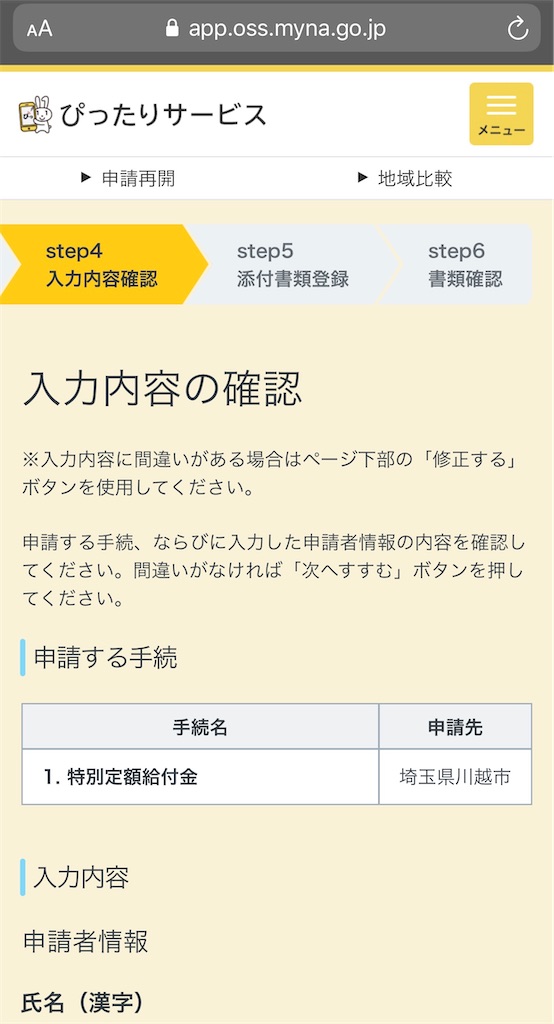 AA
app.oss.myna.go.jp
ぴったりサービス
メニュー
▶ 申請再開
▶ 地域比較
step4
入力内容確認
step5
添付書類登録
step6
書類確認
入力内容の確認
※入力内容に間違いがある場合はページ下部の「修正する」
ボタンを使用してください。
申請する手続、ならびに入力した申請者情報の内容を確認し
てください。間違いがなければ「次へすすむ」ボタンを押し
てください。
申請する手続
手続名
申請先
1. 特別定額給付金
埼玉県川越市
入力内容
申請者情報
氏名（漢字）